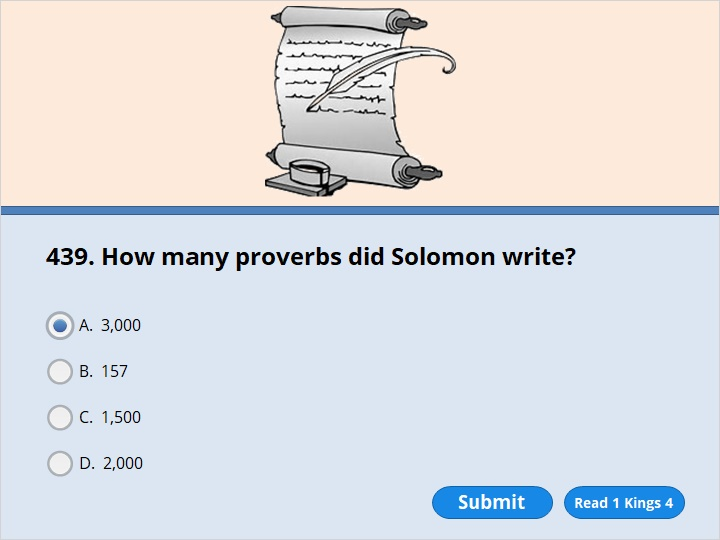 439. How many proverbs did Solomon write?
A. 3,000
B. 157
C. 1,500
D. 2,000
Submit
Read 1 Kings 4